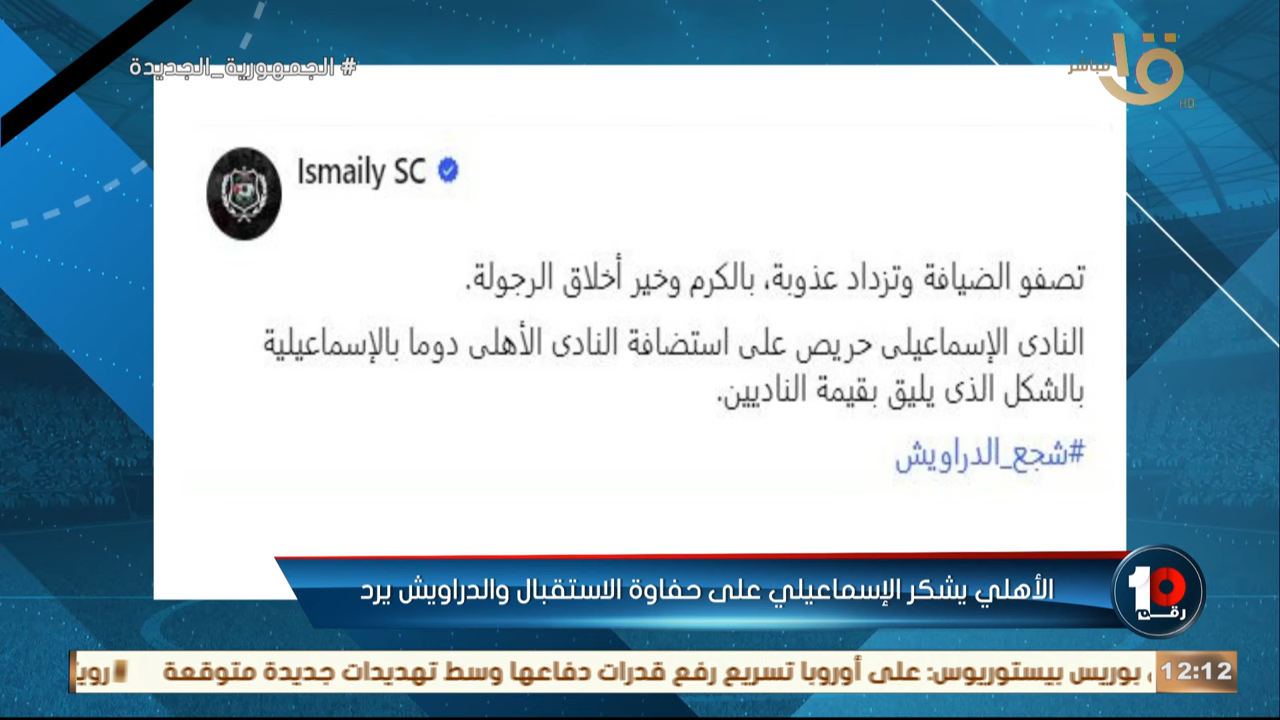 # الجمهورية_الجديدة
مباشر
HD
Ismaily SC
تصفو الضيافة وتزداد عذوبة، بالكرم وخير أخلاق الرجولة.
النادى الإسماعيلى حريص على استضافة النادى الأهلى دوما بالإسماعيلية
بالشكل الذى يليق بقيمة الناديين.
#شجع_الدراويش
الأهلي يشكر الإسماعيلي على حفاوة الاستقبال والدراويش يرد
رقم 10
12:12
بوريس بيستوريوس: على أوروبا تسريع رفع قدرات دفاعها وسط تهديدات جديدة متوقعة